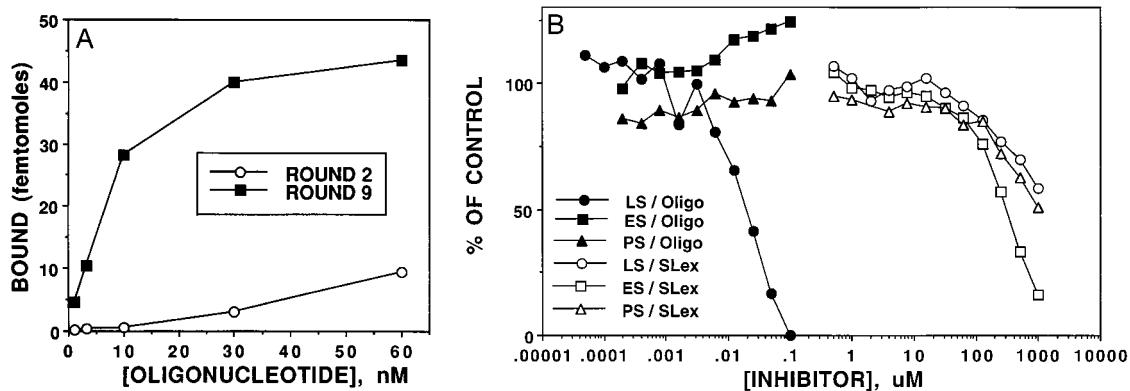 A
50
40
30
20
10
0
BOUND (femtomoles)
ROUND 2
ROUND 9
0 10 20 30 40 50 60
[OLIGONUCLEOTIDE], nM
B
100
50
0
% OF CONTROL
LS / Oligo
ES / Oligo
PS / Oligo
LS / SLex
ES / SLex
PS / SLex
.00001 .0001 .001 .01 .1 1 10 100 1000 10000
[INHIBITOR], uM